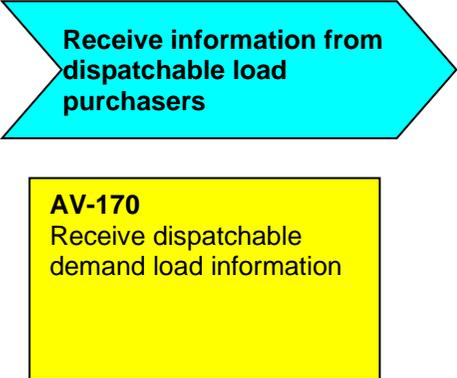 Receive information from
dispatchable load
purchasers
AV-170
Receive dispatchable
demand load information